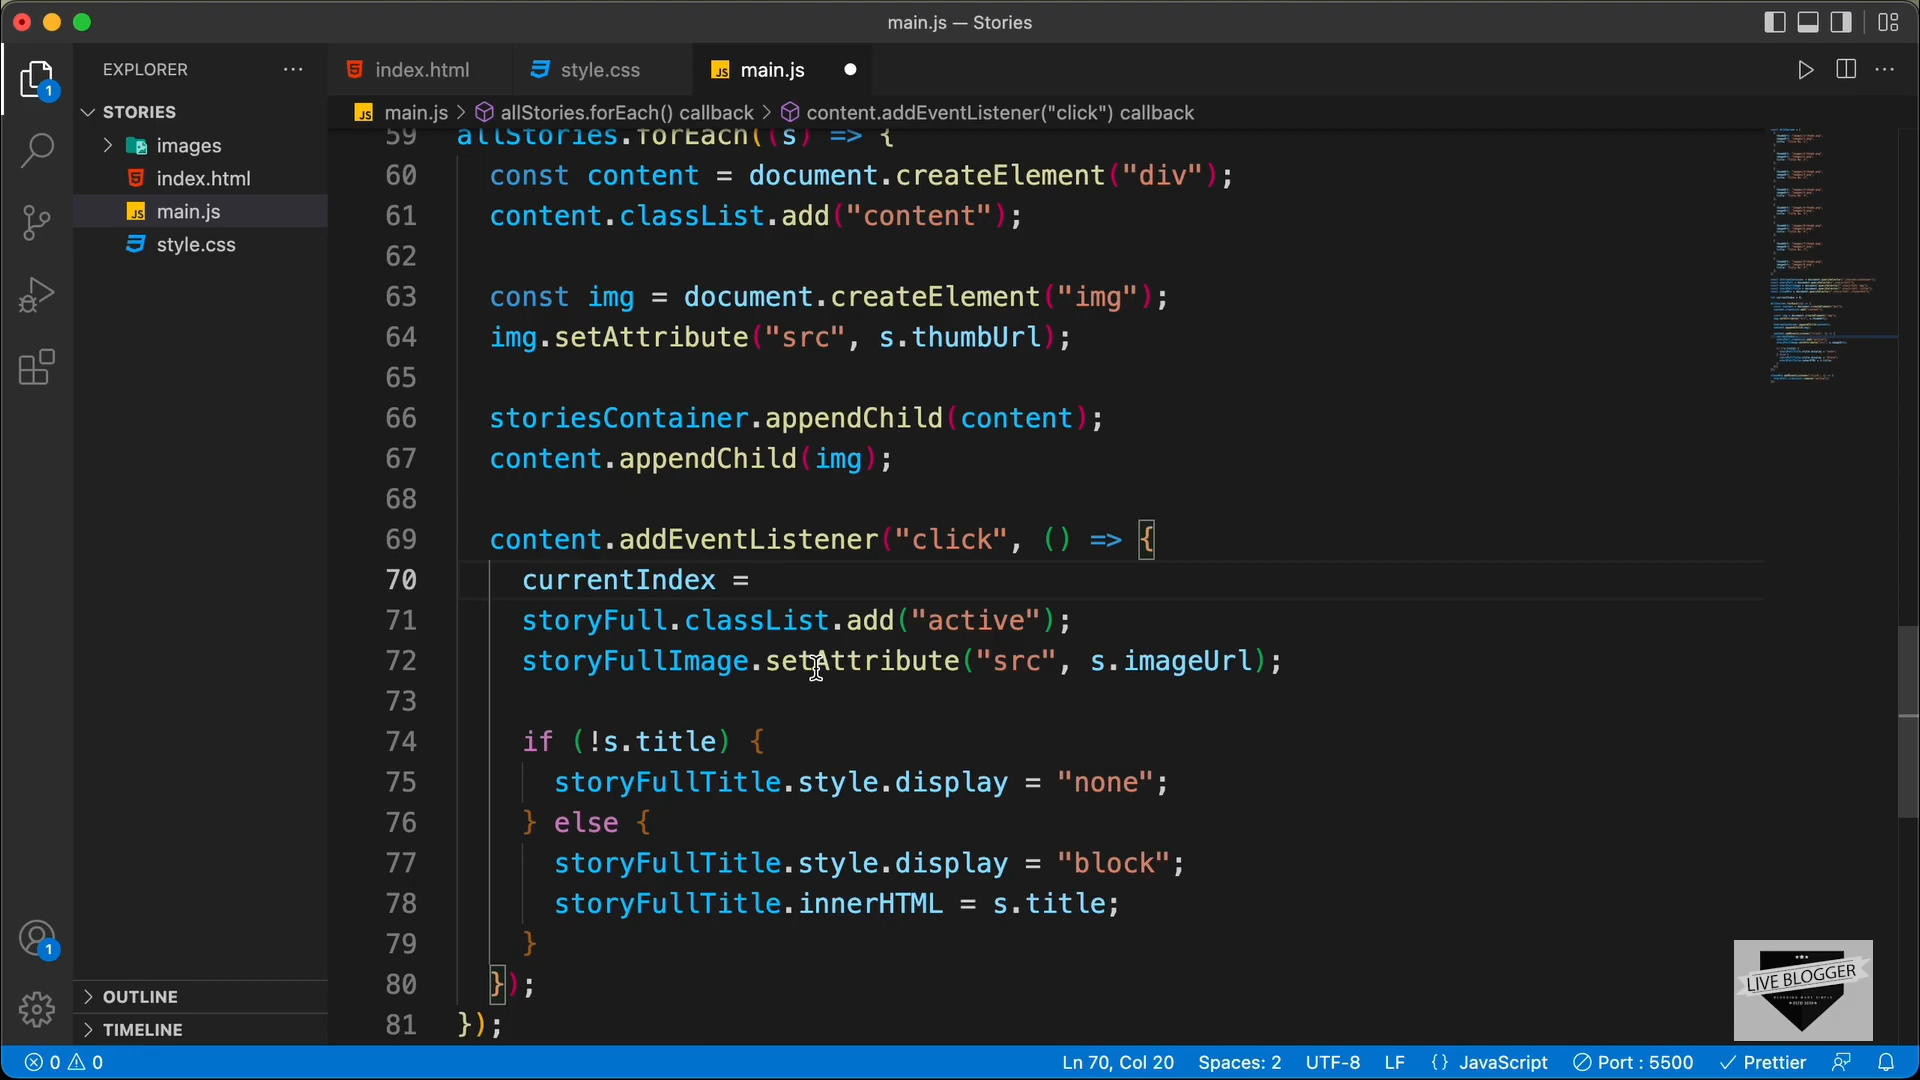 main.js — Stories
EXPLORER
index.html
style.css
main.js
1
STORIES
main.js > allStories.forEach() callback > content.addEventListener("click") callback
images
index.html
main.js
style.css
59 allStories.forEach((s) => {
60 const content = document.createElement("div");
61 content.classList.add("content");
62
63 const img = document.createElement("img");
64 img.setAttribute("src", s.thumbUrl);
65
66 storiesContainer.appendChild(content);
67 content.appendChild(img);
68
69 content.addEventListener("click", () => {
70 currentIndex =
71 storyFull.classList.add("active");
72 storyFullImage.setAttribute("src", s.imageUrl);
73
74 if (!s.title) {
75 storyFullTitle.style.display = "none";
76 } else {
77 storyFullTitle.style.display = "block";
78 storyFullTitle.innerHTML = s.title;
79 }
80 });
81 });
1
OUTLINE
TIMELINE
LIVE BLOGGER
0 0
Ln 70, Col 20
Spaces: 2
UTF-8
LF
{} JavaScript
Port : 5500
Prettier